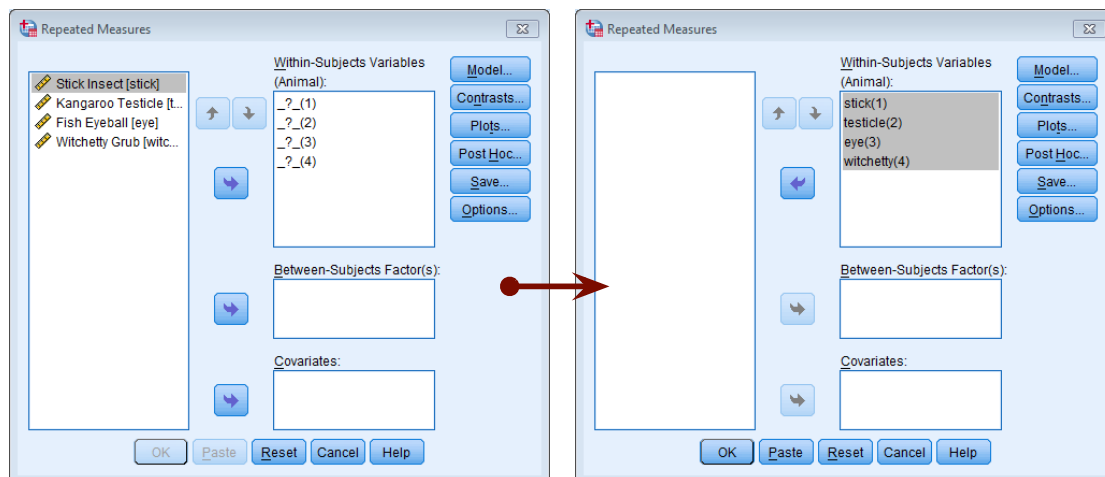 Repeated Measures
Stick Insect [stick]
Kangaroo Testicle [t...
Fish Eyeball [eye]
Witchetty Grub [witc...
Within-Subjects Variables
(Animal):
_?_(1)
_?_(2)
_?_(3)
_?_(4)
Between-Subjects Factor(s):
Covariates:
Model...
Contrasts...
Plots...
Post Hoc...
Save...
Options...
OK Paste Reset Cancel Help
Repeated Measures
Within-Subjects Variables
(Animal):
stick(1)
testicle(2)
eye(3)
witchetty(4)
Between-Subjects Factor(s):
Covariates:
Model...
Contrasts...
Plots...
Post Hoc...
Save...
Options...
OK Paste Reset Cancel Help